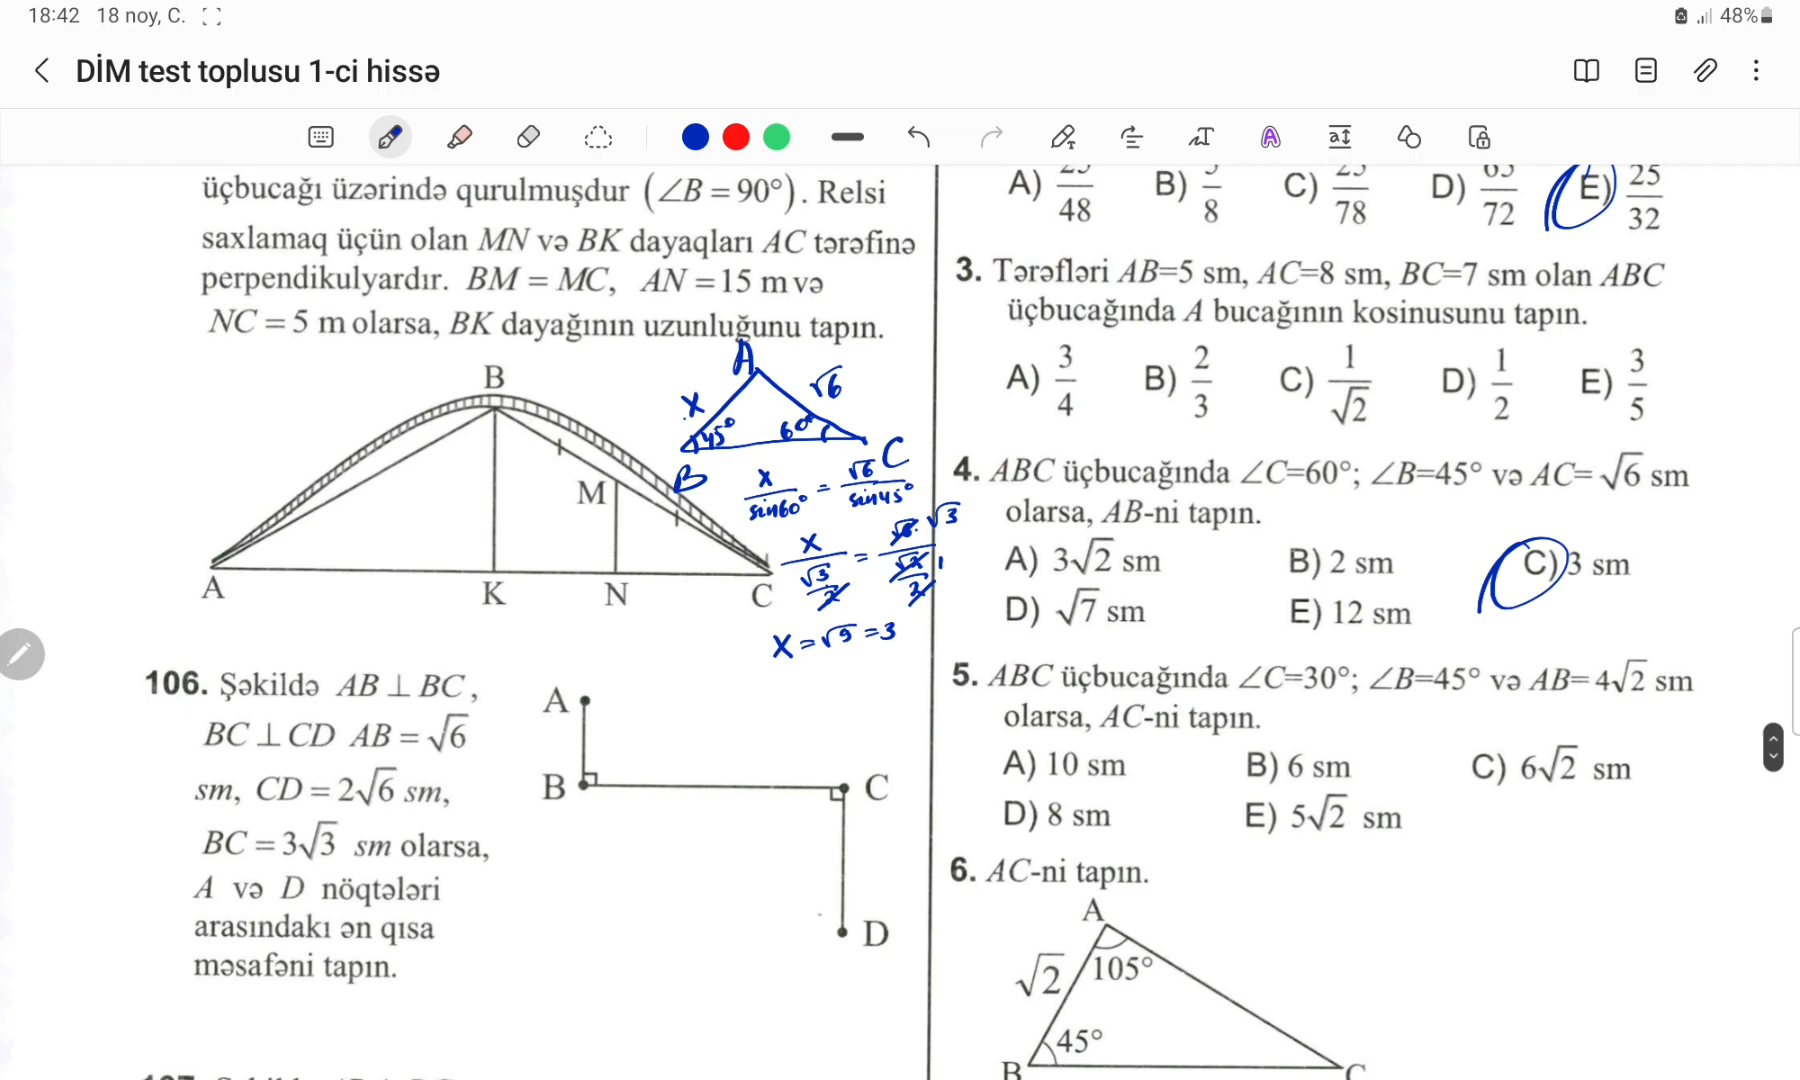 18:42 18 noy, C.
48%
DİM test toplusu 1-ci hissə
üçbucağı üzərində qurulmuşdur (∠B = 90°). Relsi
saxlamaq üçün olan MN və BK dayaqları AC tərəfinə
perpendikulyardır. BM = MC, AN = 15 m və
NC = 5 m olarsa, BK dayağının uzunluğunu tapın.
B
M
A K N C
A
x √6
45° 60°
B C
x/sin60° = √6/sin45°
x/(√3/2) = √6·√3/(√2/2) 1
x = √9 = 3
106. Şəkildə AB ⊥ BC,
BC ⊥ CD AB = √6
sm, CD = 2√6 sm,
BC = 3√3 sm olarsa,
A və D nöqtələri
arasındakı ən qısa
məsafəni tapın.
A
B C
D
A) /48 B) /8 C) /78 D) /72 E) 25/32
3. Tərəfləri AB=5 sm, AC=8 sm, BC=7 sm olan ABC
üçbucağında A bucağının kosinusunu tapın.
A) 3/4 B) 2/3 C) 1/√2 D) 1/2 E) 3/5
4. ABC üçbucağında ∠C=60°; ∠B=45° və AC= √6 sm
olarsa, AB-ni tapın.
A) 3√2 sm B) 2 sm C) 3 sm
D) √7 sm E) 12 sm
5. ABC üçbucağında ∠C=30°; ∠B=45° və AB= 4√2 sm
olarsa, AC-ni tapın.
A) 10 sm B) 6 sm C) 6√2 sm
D) 8 sm E) 5√2 sm
6. AC-ni tapın.
A
√2 105°
45°
B C